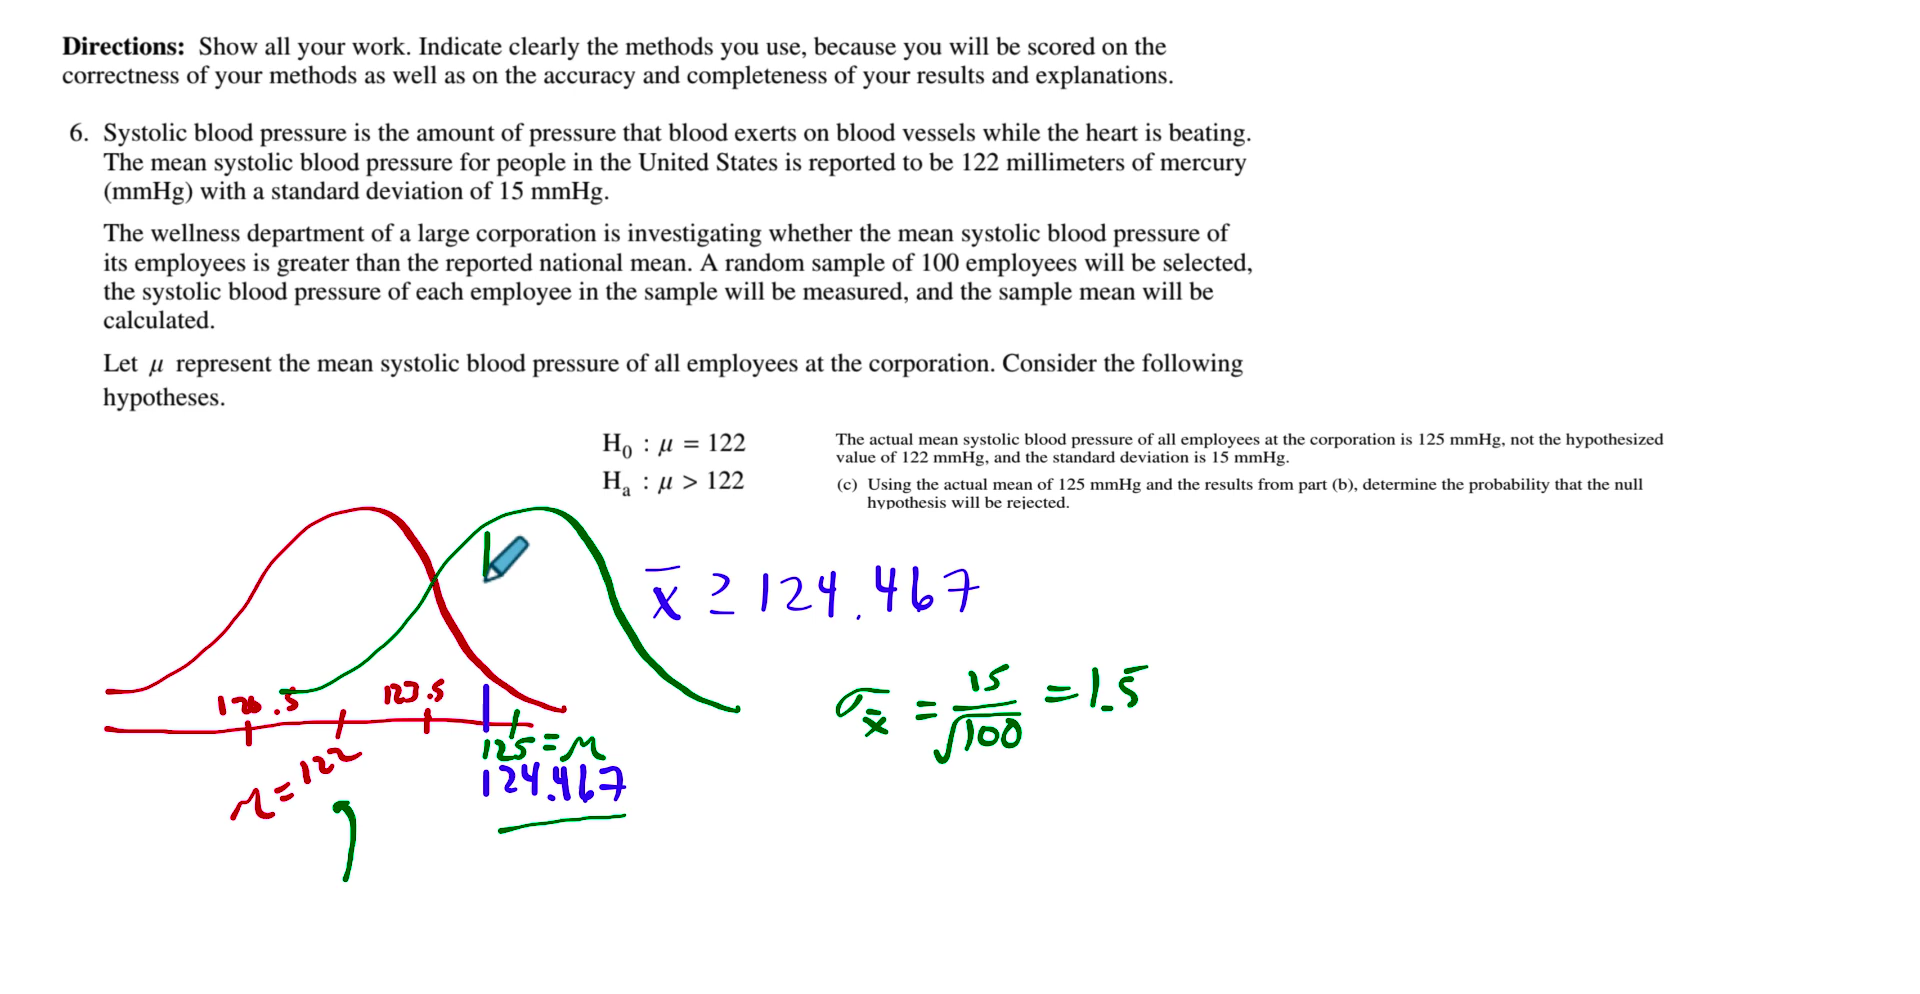 Directions: Show all your work. Indicate clearly the methods you use, because you will be scored on the
correctness of your methods as well as on the accuracy and completeness of your results and explanations.
6. Systolic blood pressure is the amount of pressure that blood exerts on blood vessels while the heart is beating.
The mean systolic blood pressure for people in the United States is reported to be 122 millimeters of mercury
(mmHg) with a standard deviation of 15 mmHg.
The wellness department of a large corporation is investigating whether the mean systolic blood pressure of
its employees is greater than the reported national mean. A random sample of 100 employees will be selected,
the systolic blood pressure of each employee in the sample will be measured, and the sample mean will be
calculated.
Let μ represent the mean systolic blood pressure of all employees at the corporation. Consider the following
hypotheses.
H₀ : μ = 122
Hₐ : μ > 122
The actual mean systolic blood pressure of all employees at the corporation is 125 mmHg, not the hypothesized
value of 122 mmHg, and the standard deviation is 15 mmHg.
(c) Using the actual mean of 125 mmHg and the results from part (b), determine the probability that the null
hypothesis will be rejected.
x̄ ≥ 124.467
σx̄ = 15/√100 = 1.5
120.5
123.5
μ = 122
125 = μ
124.467